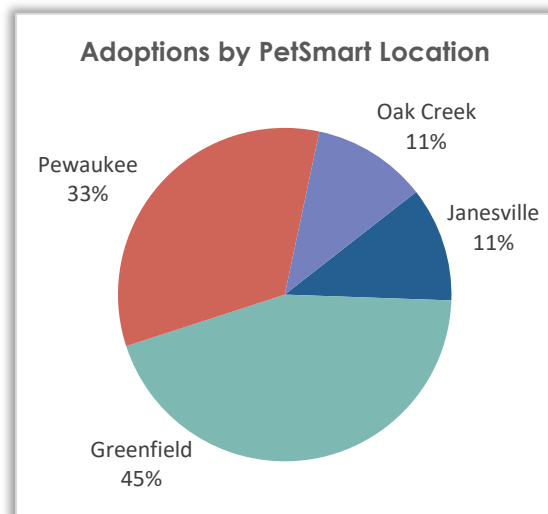 Adoptions by PetSmart Location
Oak Creek
11%
Pewaukee
33%
Janesville
11%
Greenfield
45%